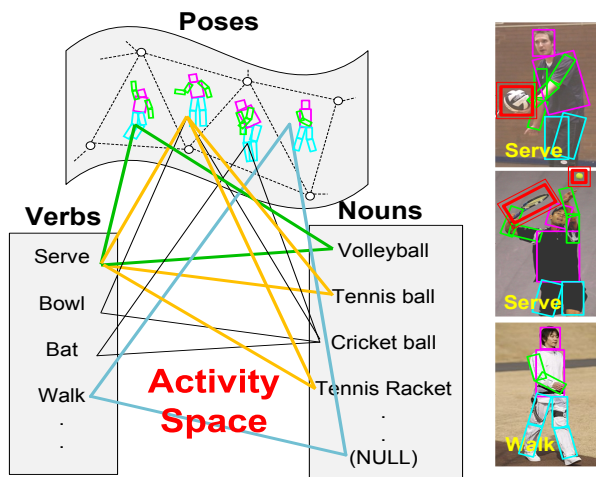 Poses
Verbs
Serve
Bowl
Bat
Walk
.
.
Activity
Space
Nouns
Volleyball
Tennis ball
Cricket ball
Tennis Racket
.
.
(NULL)
Serve
Serve
Walk